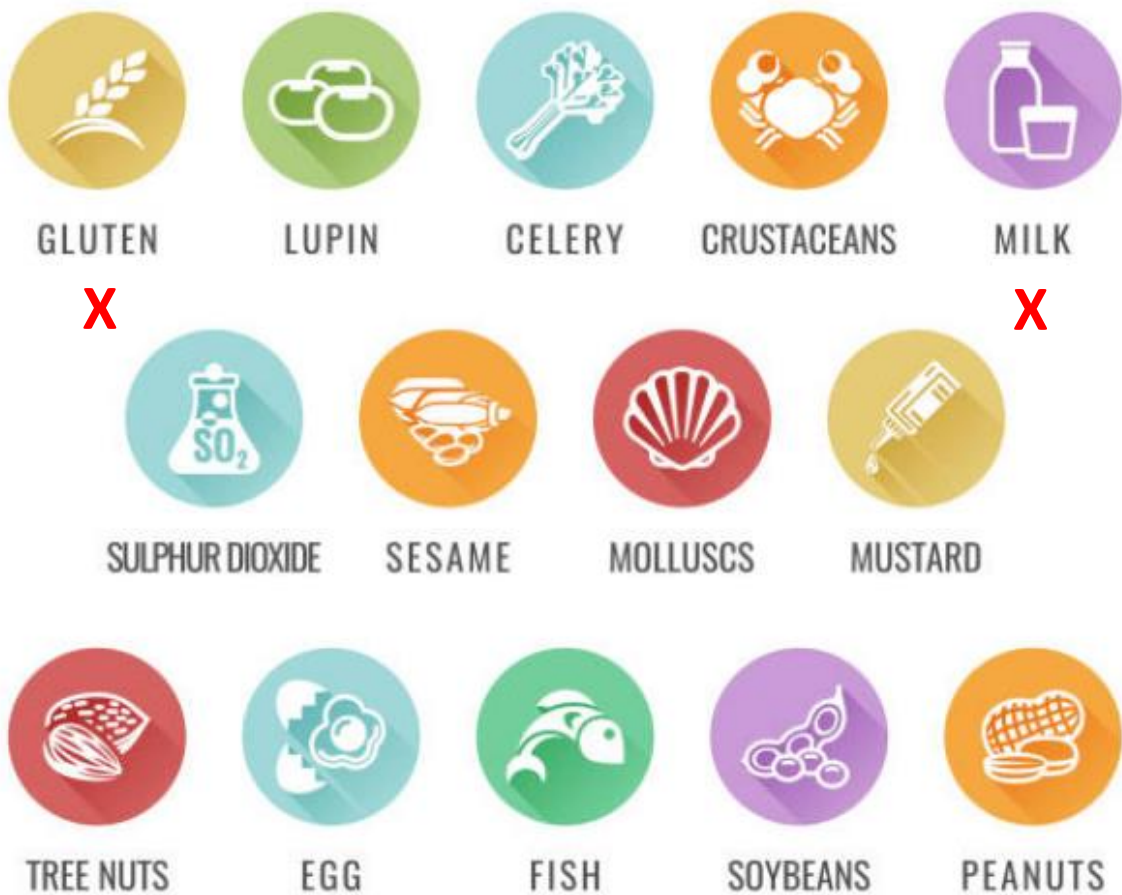 GLUTEN LUPIN CELERY CRUSTACEANS MILK
X X
SO₂
SULPHUR DIOXIDE SESAME MOLLUSCS MUSTARD
TREE NUTS EGG FISH SOYBEANS PEANUTS